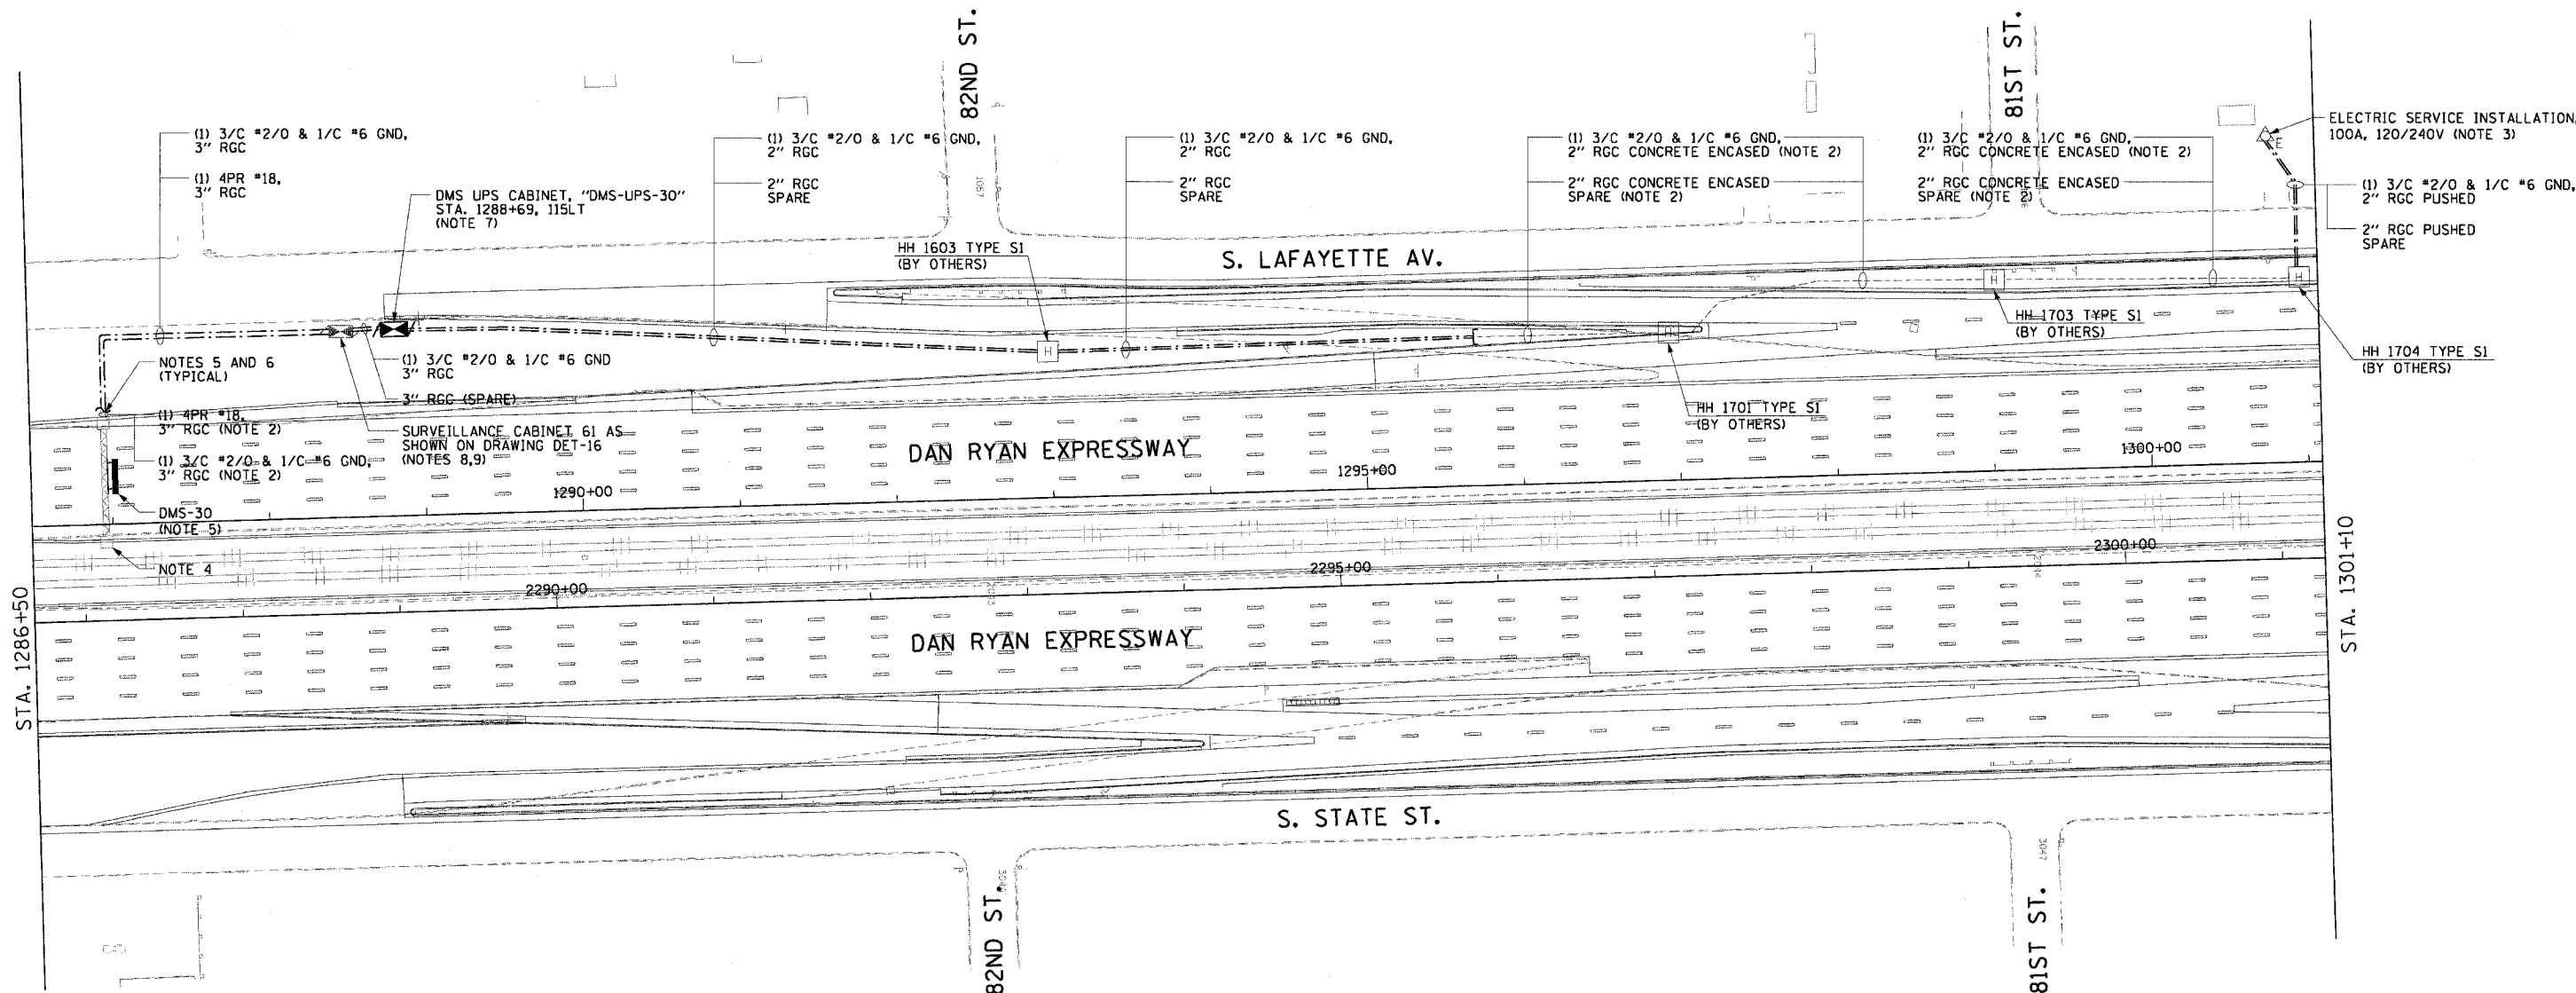 82ND ST.
81ST ST.
(1) 3/C #2/0 & 1/C #6 GND,
3" RGC
(1) 4PR #18,
3" RGC
DMS UPS CABINET, "DMS-UPS-30"
STA. 1288+69, 115LT
(NOTE 7)
(1) 3/C #2/0 & 1/C #6 GND,
2" RGC
2" RGC
SPARE
1057
HH 1603 TYPE S1
(BY OTHERS)
(1) 3/C #2/0 & 1/C #6 GND,
2" RGC
2" RGC
SPARE
S. LAFAYETTE AV.
(1) 3/C #2/0 & 1/C #6 GND,
2" RGC CONCRETE ENCASED (NOTE 2)
2" RGC CONCRETE ENCASED
SPARE (NOTE 2)
(1) 3/C #2/0 & 1/C #6 GND,
2" RGC CONCRETE ENCASED (NOTE 2)
2" RGC CONCRETE ENCASED
SPARE (NOTE 2)
ELECTRIC SERVICE INSTALLATION,
100A, 120/240V (NOTE 3)
E
(1) 3/C #2/0 & 1/C #6 GND,
2" RGC PUSHED
2" RGC PUSHED
SPARE
H
H
H
H
HH 1703 TYPE S1
(BY OTHERS)
HH 1704 TYPE S1
(BY OTHERS)
HH 1701 TYPE S1
(BY OTHERS)
NOTES 5 AND 6
(TYPICAL)
(1) 3/C #2/0 & 1/C #6 GND
3" RGC
3" RGC (SPARE)
(1) 4PR #18,
3" RGC (NOTE 2)
(1) 3/C #2/0 & 1/C #6 GND,
3" RGC (NOTE 2)
SURVEILLANCE CABINET 61 AS
SHOWN ON DRAWING DET-16
(NOTES 8,9)
DMS-30
(NOTE 5)
NOTE 4
DAN RYAN EXPRESSWAY
1290+00
1295+00
1300+00
2290+00
2295+00
2300+00
DAN RYAN EXPRESSWAY
STA. 1286+50
STA. 1301+10
S. STATE ST.
3047
82ND ST.
81ST ST.